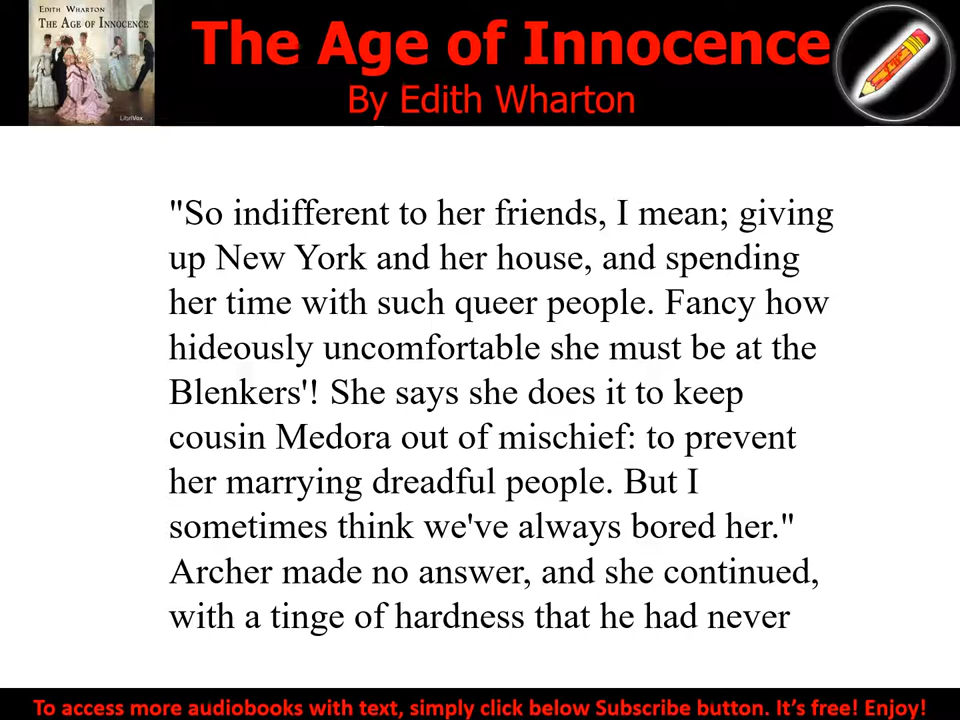 EDITH WHARTON
THE AGE OF INNOCENCE
LibriVox
The Age of Innocence
By Edith Wharton
"So indifferent to her friends, I mean; giving
up New York and her house, and spending
her time with such queer people. Fancy how
hideously uncomfortable she must be at the
Blenkers'! She says she does it to keep
cousin Medora out of mischief: to prevent
her marrying dreadful people. But I
sometimes think we've always bored her."
Archer made no answer, and she continued,
with a tinge of hardness that he had never
To access more audiobooks with text, simply click below Subscribe button. It's free! Enjoy!